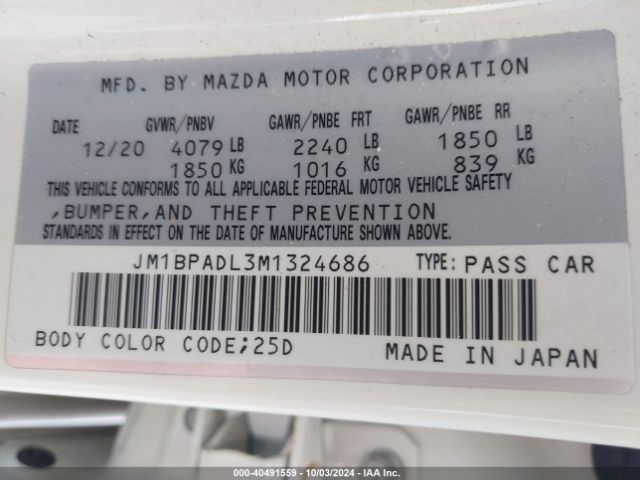 MFD. BY MAZDA MOTOR CORPORATION
DATE GVWR/PNBV GAWR/PNBE FRT GAWR/PNBE RR
12/20 4079 LB 2240 LB 1850 LB
1850 KG 1016 KG 839 KG
THIS VEHICLE CONFORMS TO ALL APPLICABLE FEDERAL MOTOR VEHICLE SAFETY
,BUMPER,AND THEFT PREVENTION
STANDARDS IN EFFECT ON THE DATE OF MANUFACTURE SHOWN ABOVE.
JM1BPADL3M1324686 TYPE: PASS CAR
BODY COLOR CODE;25D MADE IN JAPAN
000-40491559 - 10/03/2024 - IAA Inc.